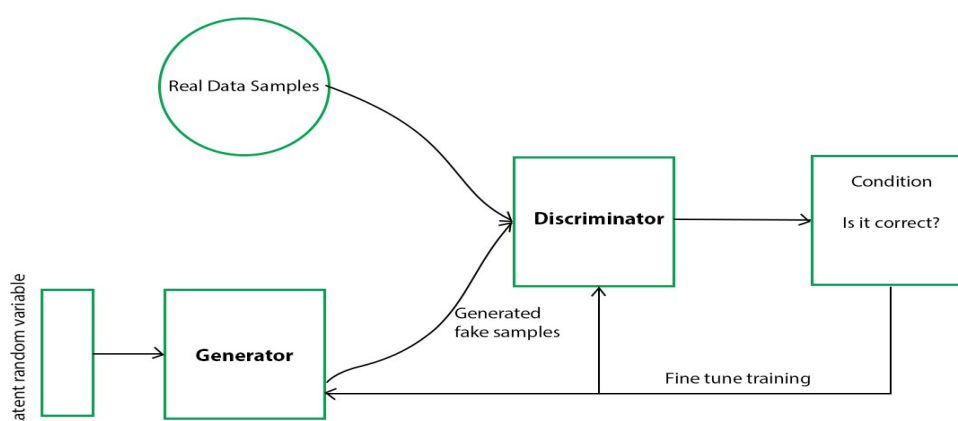 Real Data Samples
Condition
Is it correct?
Discriminator
Generated
fake samples
atent random variable
Generator
Fine tune training